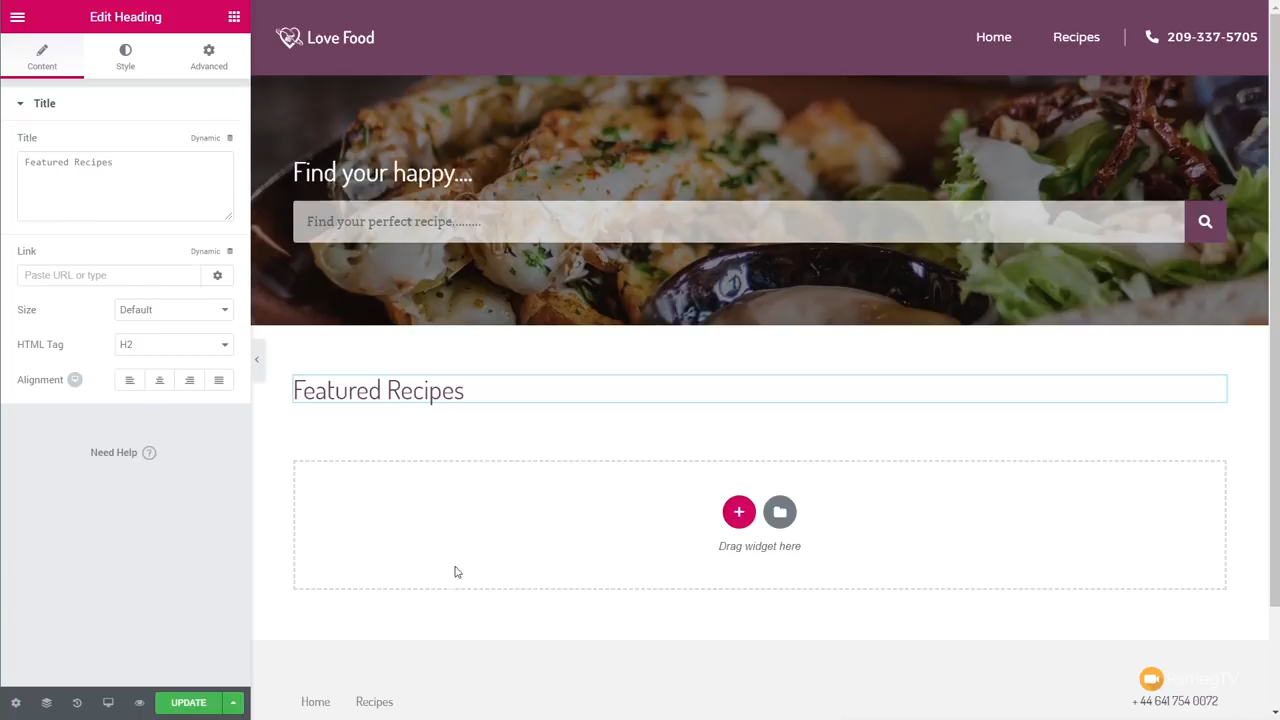 Edit Heading
Content
Style
Advanced
Title
Title
Dynamic
Featured Recipes
Link
Dynamic
Paste URL or type
Size
Default
HTML Tag
H2
Alignment
Need Help ?
UPDATE
Love Food
Home
Recipes
209-337-5705
Find your happy....
Find your perfect recipe.........
Featured Recipes
Drag widget here
Home
Recipes
+ 44 641 754 0072